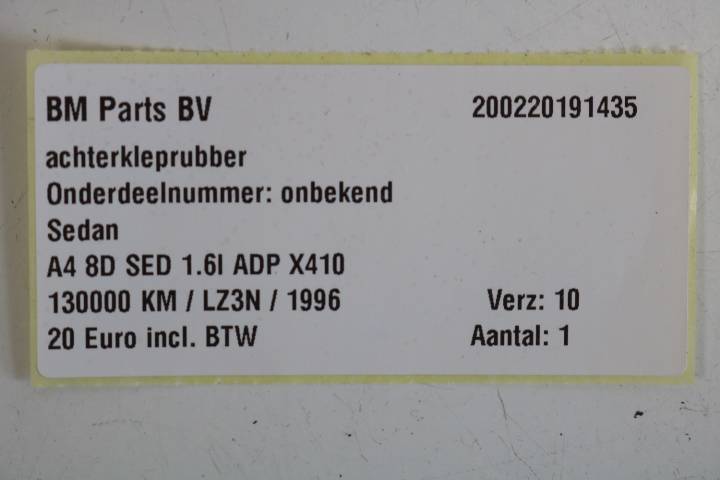 BM Parts BV 200220191435
achterkleprubber
Onderdeelnummer: onbekend
Sedan
A4 8D SED 1.6I ADP X410
130000 KM / LZ3N / 1996 Verz: 10
20 Euro incl. BTW Aantal: 1